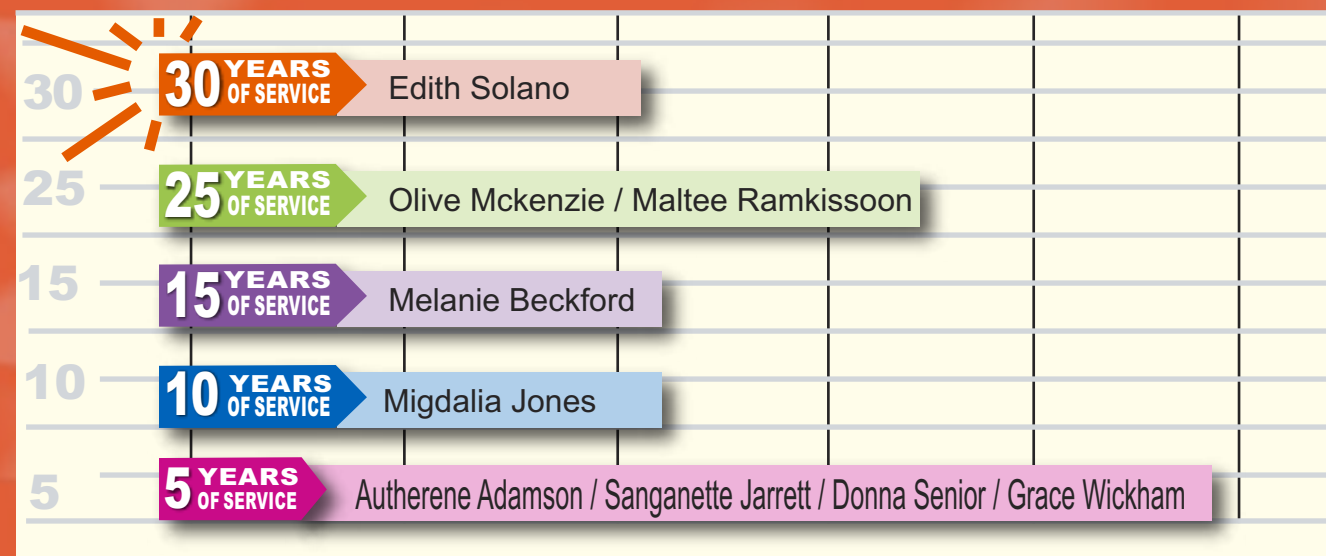 30
30 YEARS OF SERVICE
Edith Solano
25
25 YEARS OF SERVICE
Olive Mckenzie / Maltee Ramkissoon
15
15 YEARS OF SERVICE
Melanie Beckford
10
10 YEARS OF SERVICE
Migdalia Jones
5
5 YEARS OF SERVICE
Autherene Adamson / Sanganette Jarrett / Donna Senior / Grace Wickham